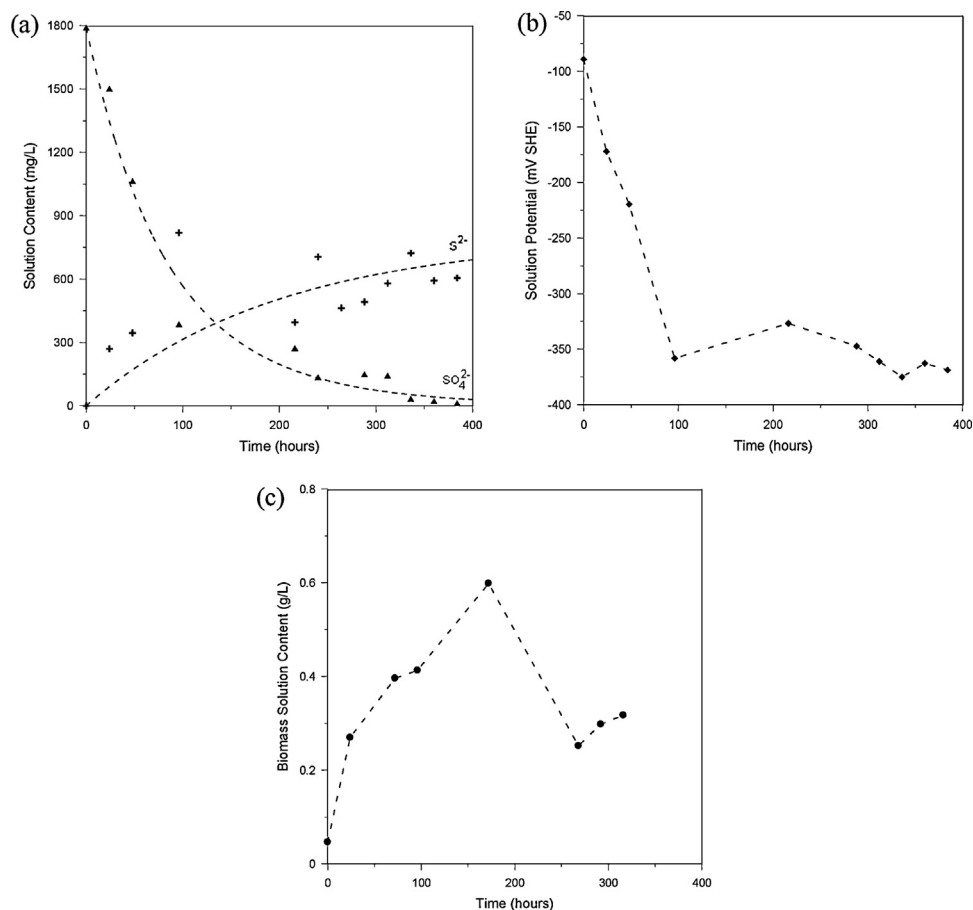 (a)
1800
1500
1200
900
600
300
0
Solution Content (mg/L)
S2-
SO42-
0 100 200 300 400
Time (hours)
(b)
-50
-100
-150
-200
-250
-300
-350
-400
Solution Potential (mV SHE)
0 100 200 300 400
Time (hours)
(c)
0.8
0.6
0.4
0.2
0
Biomass Solution Content (g/L)
0 100 200 300 400
Time (hours)